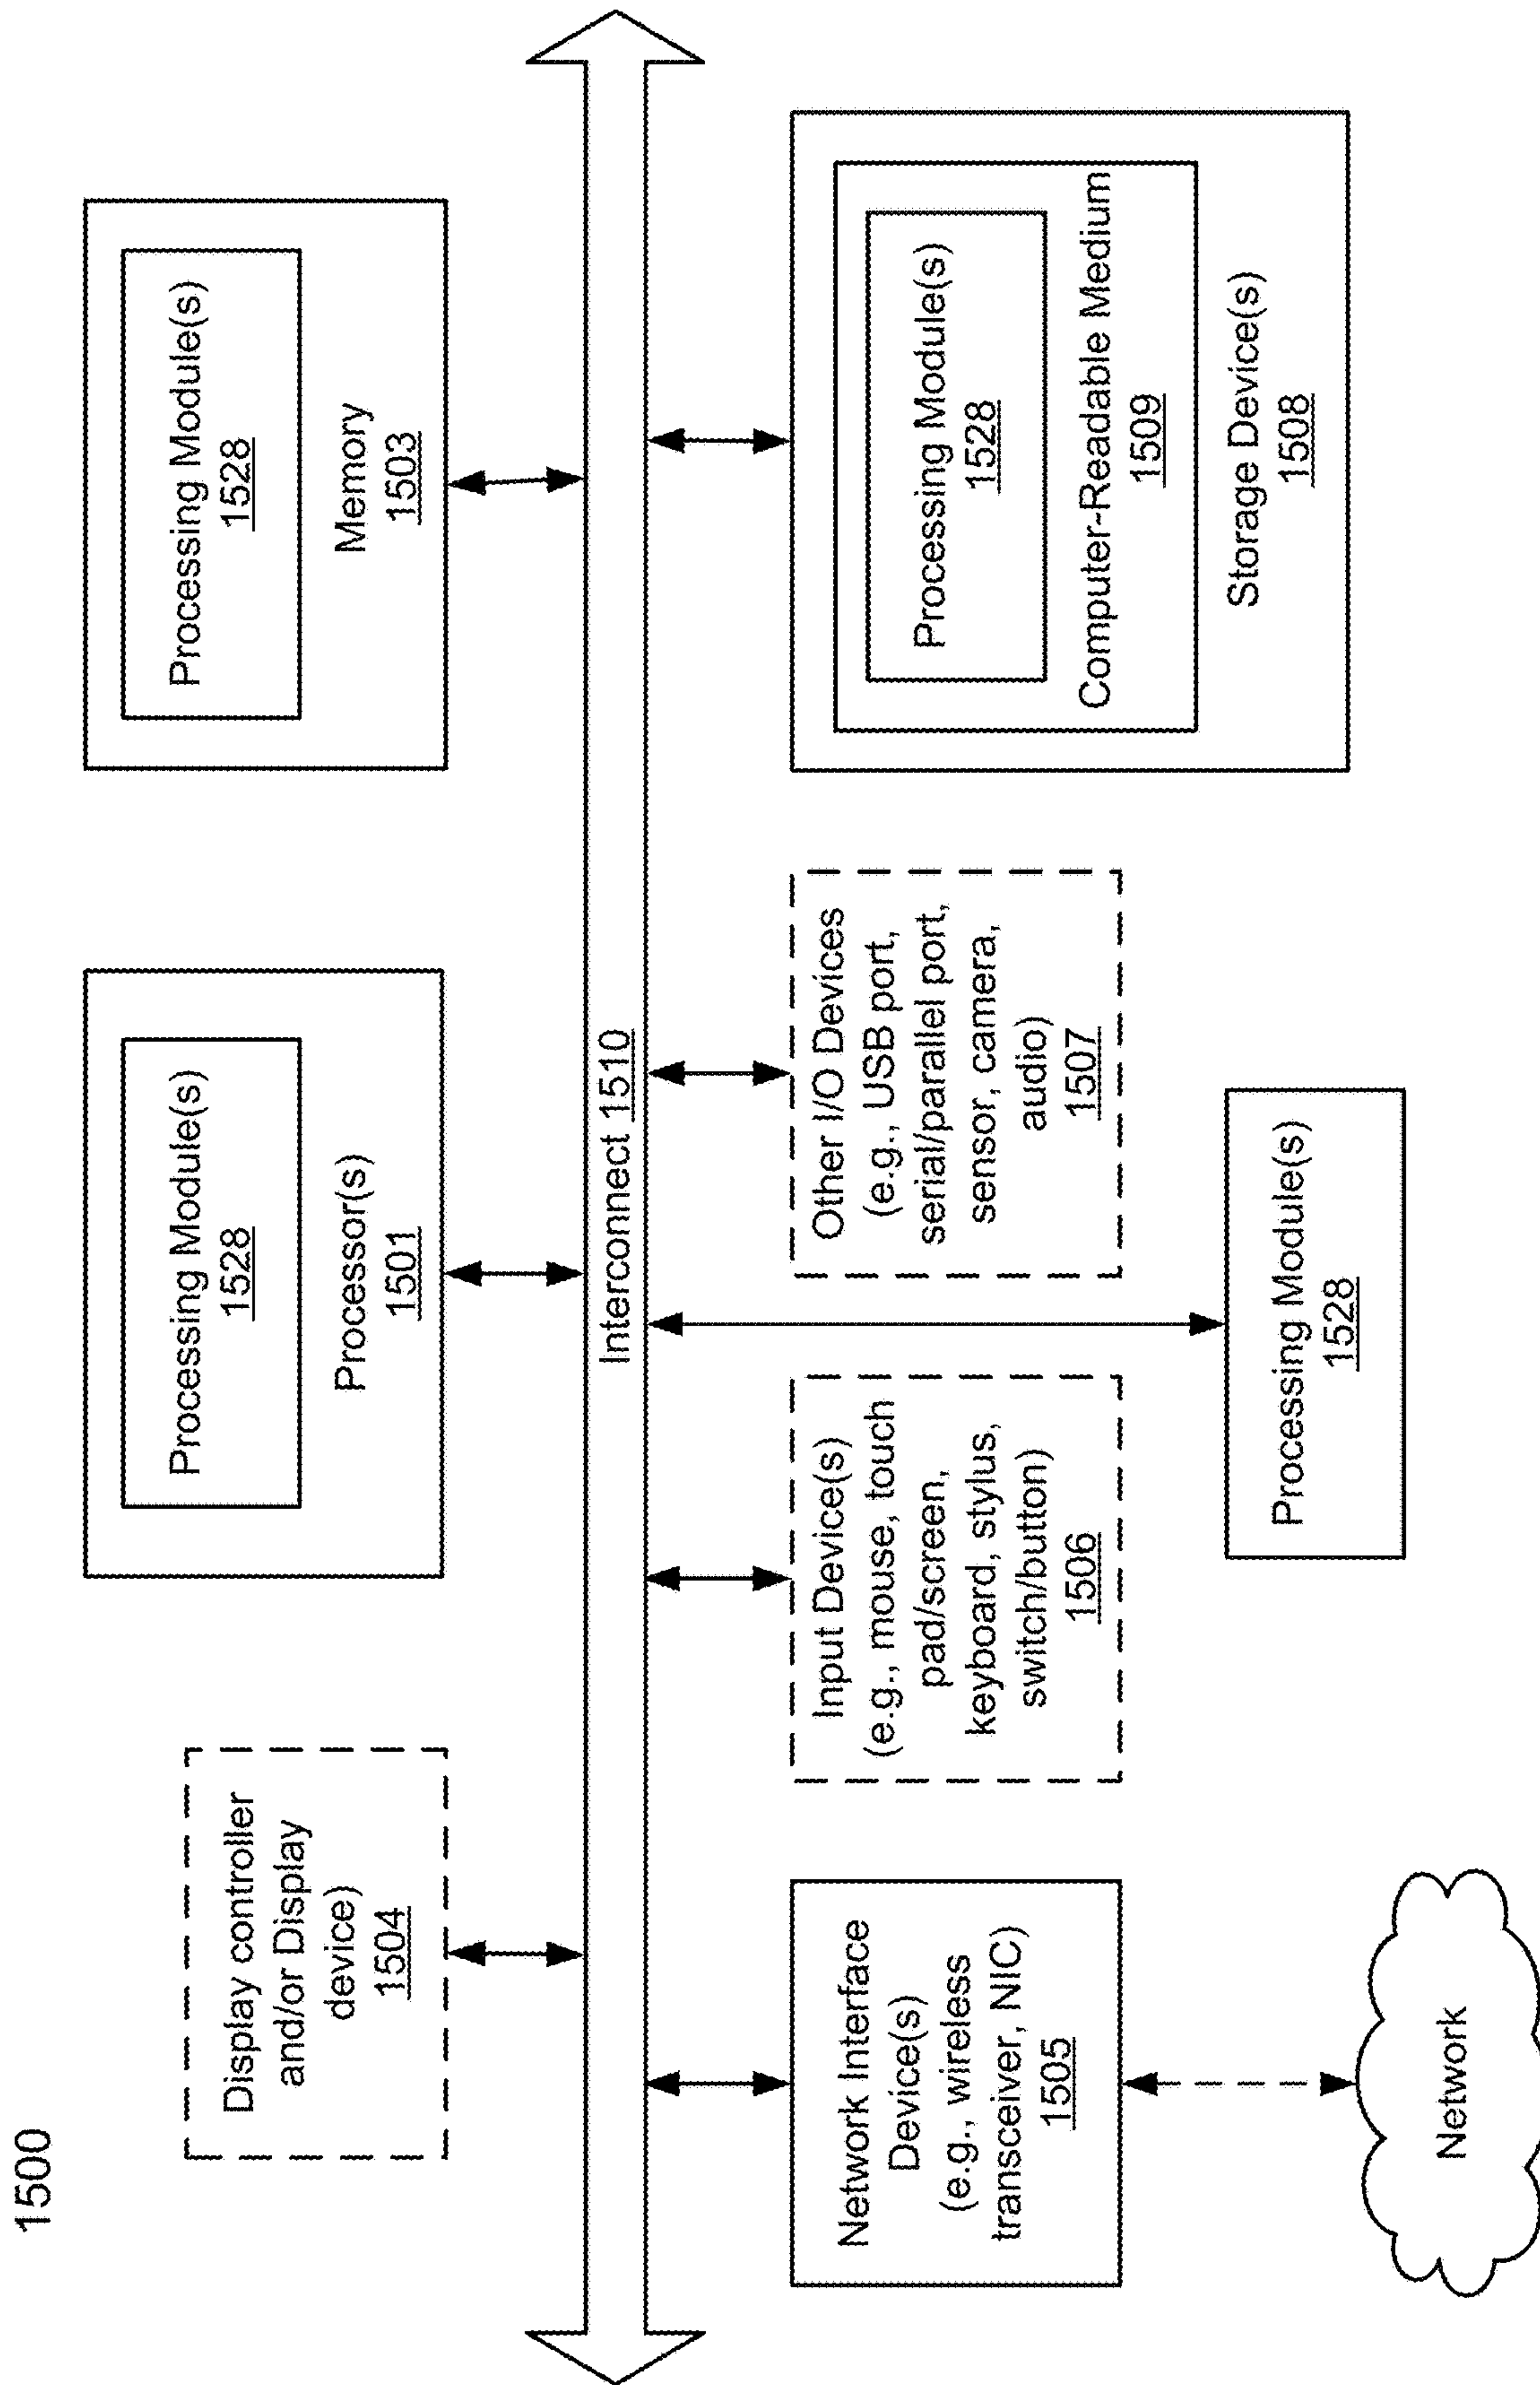 1500
Display controller
and/or Display
device)
1504
Processing Module(s)
1528
Processor(s)
1501
Processing Module(s)
1528
Memory
1503
Interconnect 1510
Network Interface
Device(s)
(e.g., wireless
transceiver, NIC)
1505
Input Device(s)
(e.g., mouse, touch
pad/screen,
keyboard, stylus,
switch/button)
1506
Other I/O Devices
(e.g., USB port,
serial/parallel port,
sensor, camera,
audio)
1507
Processing Module(s)
1528
Computer-Readable Medium
1509
Storage Device(s)
1508
Processing Module(s)
1528
Network